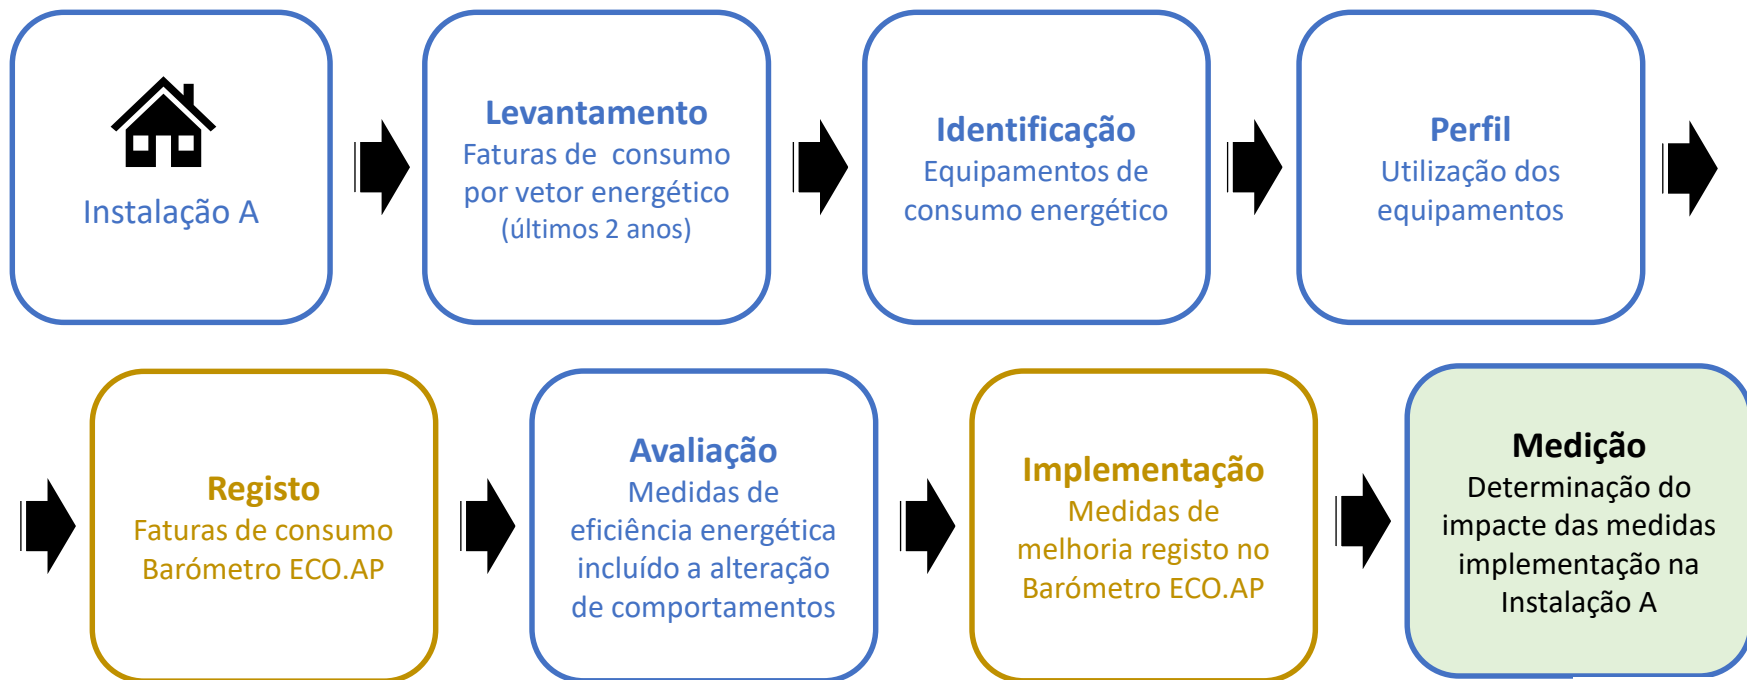 Instalação A
Levantamento
Faturas de consumo
por vetor energético
(últimos 2 anos)
Identificação
Equipamentos de
consumo energético
Perfil
Utilização dos
equipamentos
Registo
Faturas de consumo
Barómetro ECO.AP
Avaliação
Medidas de
eficiência energética
incluído a alteração
de comportamentos
Implementação
Medidas de
melhoria registo no
Barómetro ECO.AP
Medição
Determinação do
impacte das medidas
implementação na
Instalação A